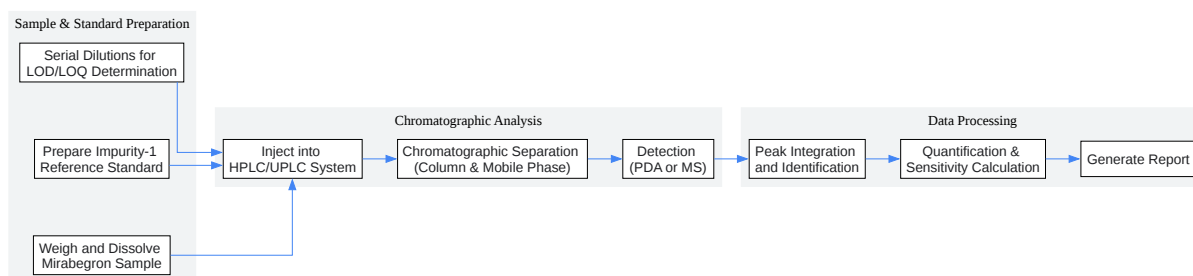 Sample & Standard Preparation
Serial Dilutions for
LOD/LOQ Determination
Prepare Impurity-1
Reference Standard
Weigh and Dissolve
Mirabegron Sample
Chromatographic Analysis
Inject into
HPLC/UPLC System
Chromatographic Separation
(Column & Mobile Phase)
Detection
(PDA or MS)
Data Processing
Peak Integration
and Identification
Quantification &
Sensitivity Calculation
Generate Report